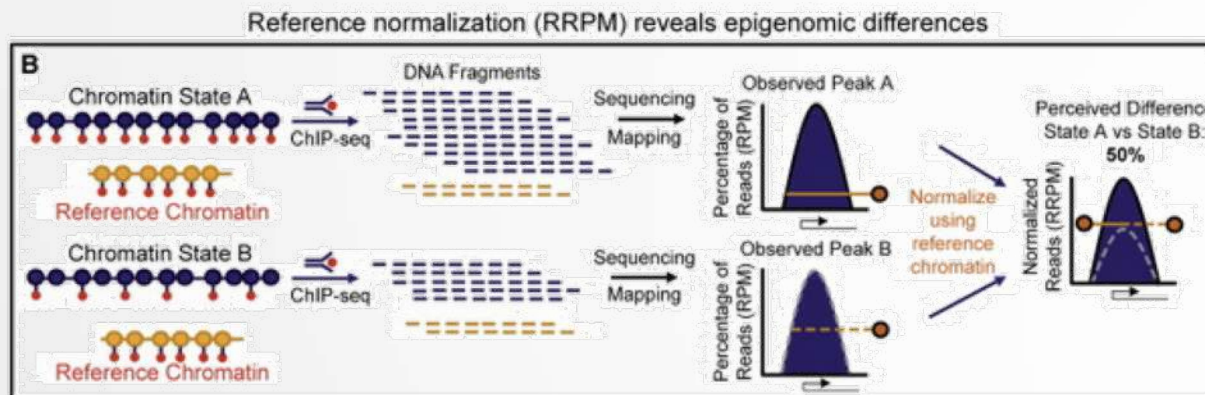 Reference normalization (RRPM) reveals epigenomic differences
B
Chromatin State A
Reference Chromatin
ChIP-seq
DNA Fragments
Sequencing
Mapping
Observed Peak A
Percentage of
Reads (RPM)
Chromatin State B
Reference Chromatin
ChIP-seq
Sequencing
Mapping
Observed Peak B
Percentage of
Reads (RPM)
Normalize
using
reference
chromatin
Perceived Difference
State A vs State B:
50%
Normalized
Reads (RRPM)